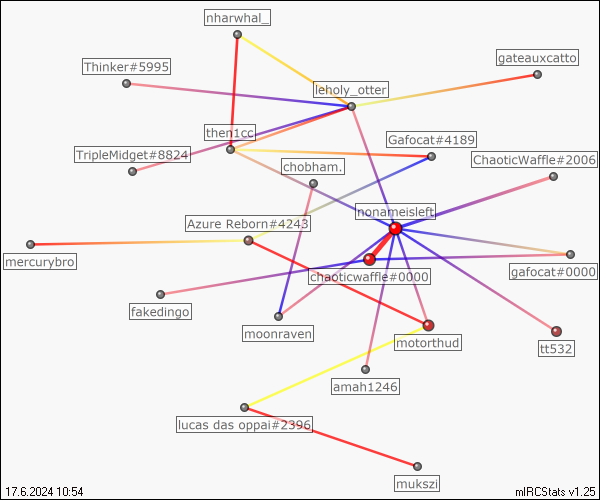 nharwhal_
gateauxcatto
Thinker#5995
leholy_otter
then1cc
Gafocat#4189
TripleMidget#8824
chobham.
ChaoticWaffle#2006
nonameisleft
Azure Reborn#4243
mercurybro
chaoticwaffle#0000
gafocat#0000
fakedingo
moonraven
motorthud
tt532
amah1246
lucas das oppai#2396
mukszi
17.6.2024 10:54
mIRCStats v1.25